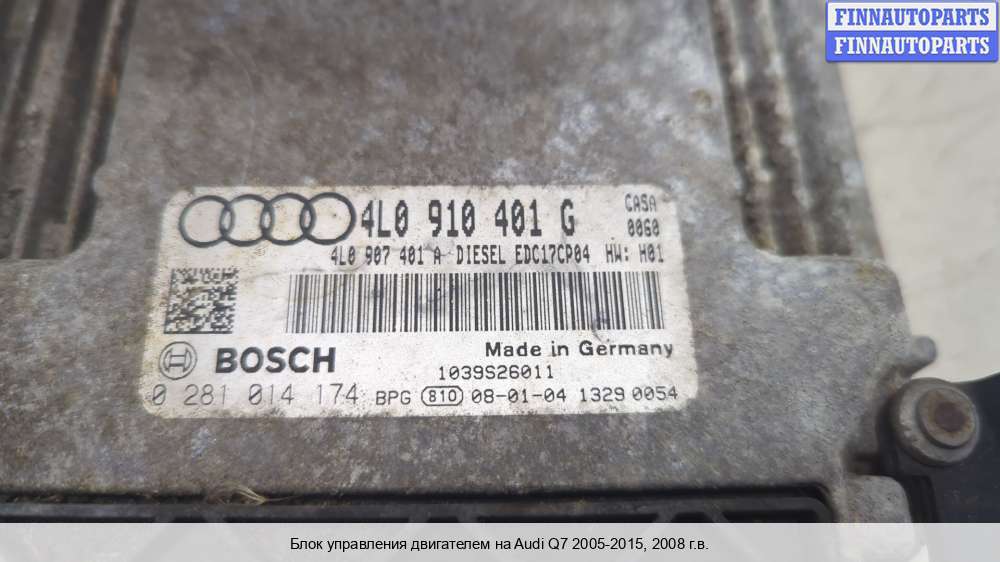 FINNAUTOPARTS
FINNAUTOPARTS
4L0 910 401 G CASA
0060
4L0 907 401 A DIESEL EDC17CP04 HW: H01
BOSCH Made in Germany
1039S26011
0 281 014 174 BPG 810 08-01-04 1329 0054
Блок управления двигателем на Audi Q7 2005-2015, 2008 г.в.